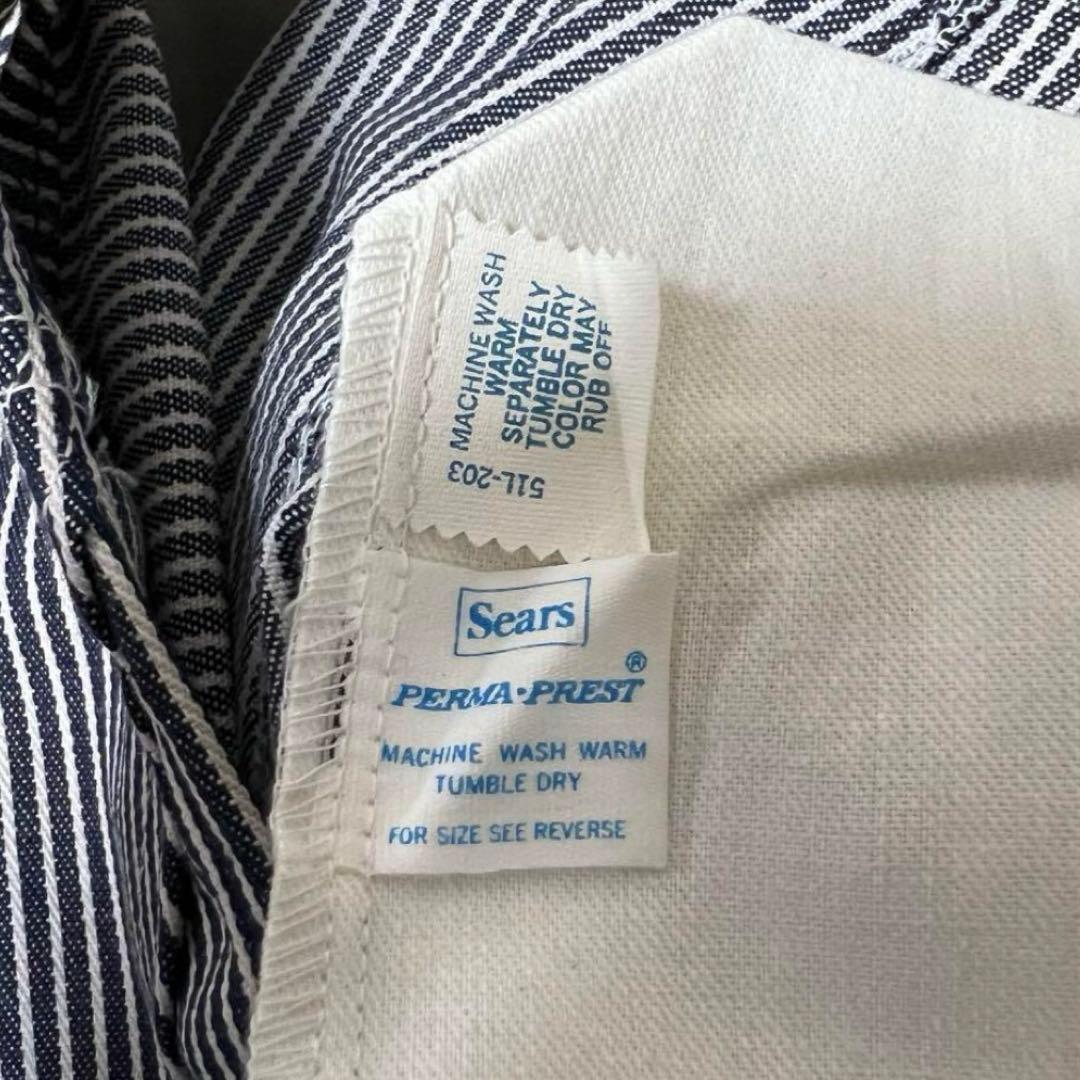 MACHINE WASH
WARM
SEPARATELY
TUMBLE DRY
COLOR MAY
RUB OFF
51L-203
Sears
PERMA·PREST®
MACHINE WASH WARM
TUMBLE DRY
FOR SIZE SEE REVERSE